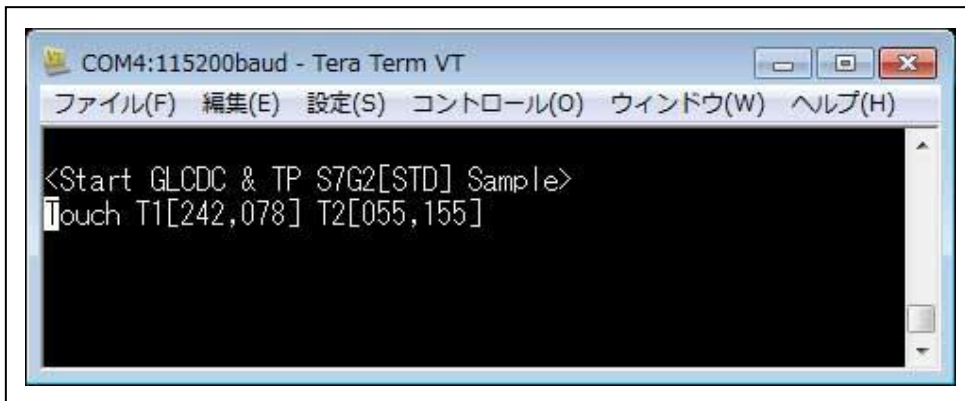 COM4:115200baud - Tera Term VT
ファイル(F) 編集(E) 設定(S) コントロール(O) ウィンドウ(W) ヘルプ(H)
<Start GLCDC & TP S7G2[STD] Sample>
Touch T1[242,078] T2[055,155]